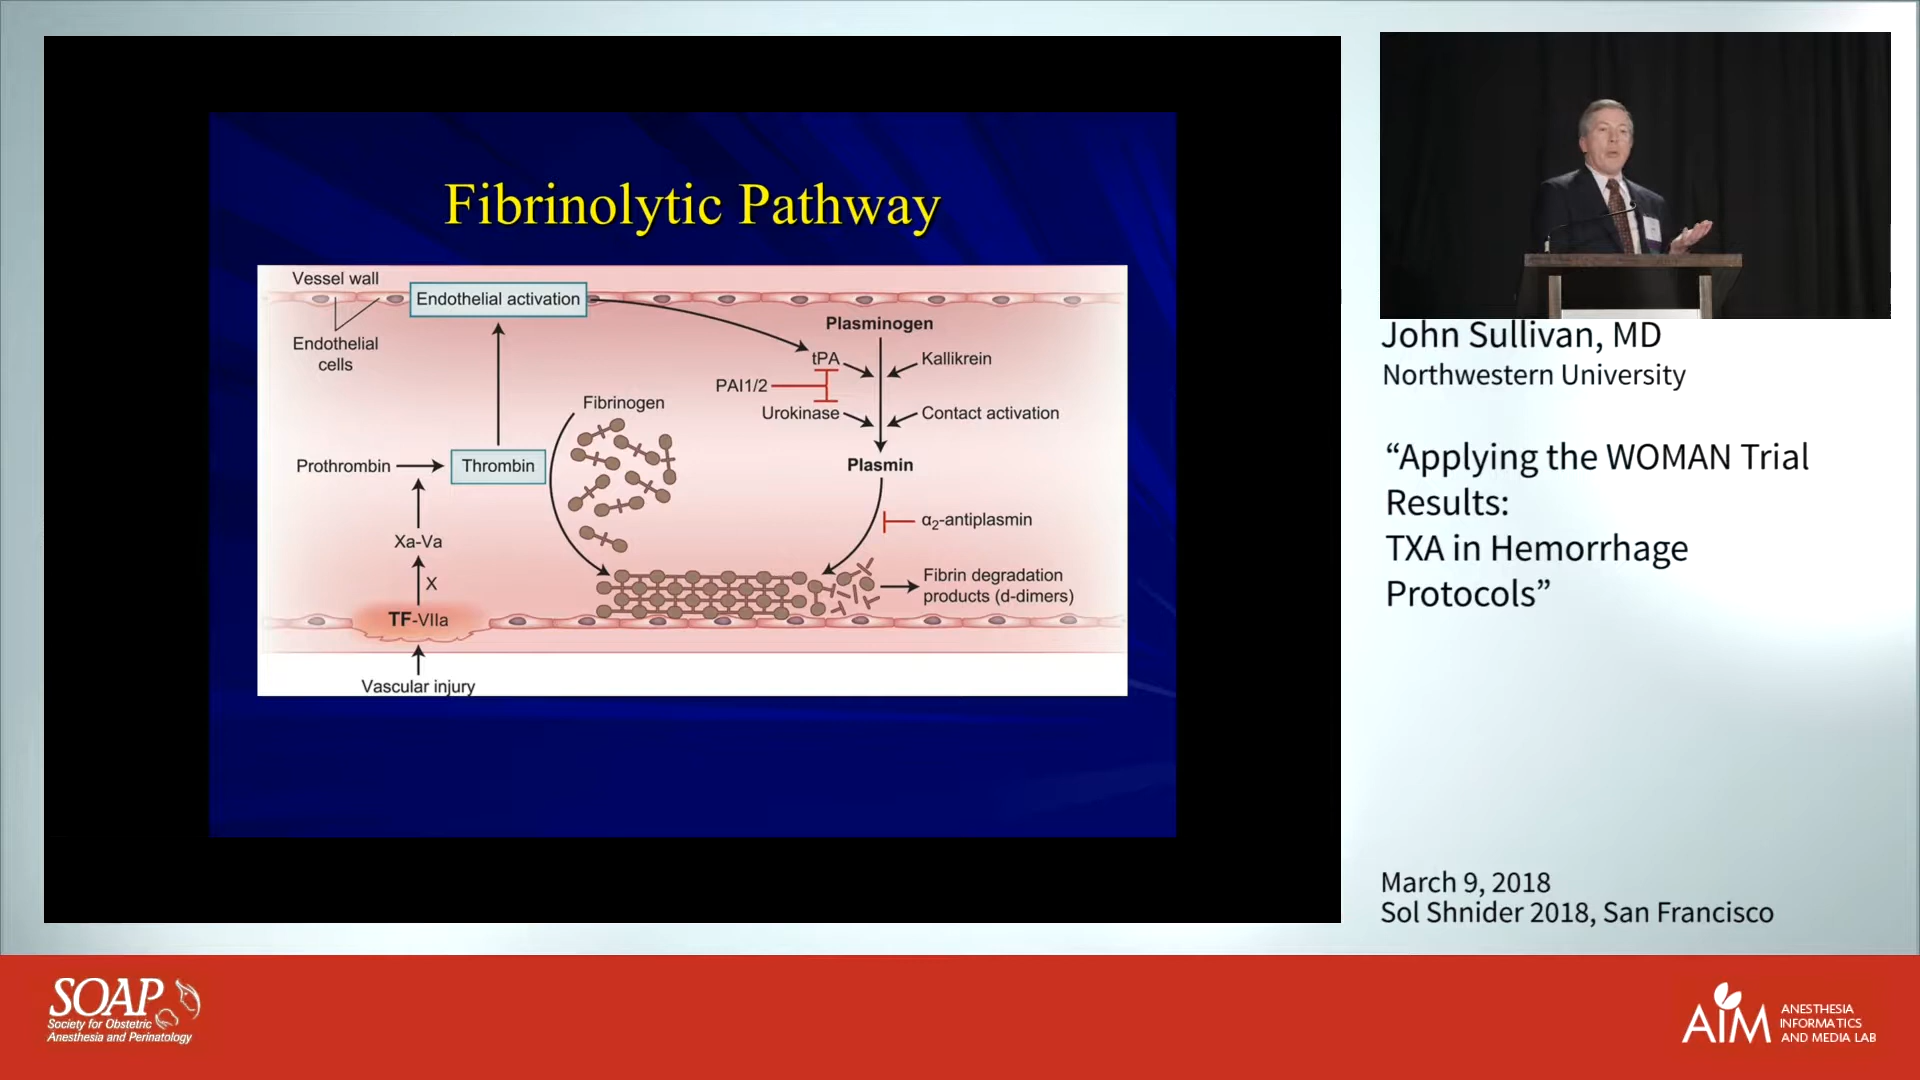 Fibrinolytic Pathway
Vessel wall
Endothelial activation
Endothelial
cells
Plasminogen
tPA
Kallikrein
PAI1/2
Urokinase
Contact activation
Fibrinogen
Prothrombin
Thrombin
Plasmin
Xa-Va
α₂-antiplasmin
X
Fibrin degradation
products (d-dimers)
TF-VIIa
Vascular injury
John Sullivan, MD
Northwestern University
“Applying the WOMAN Trial
Results:
TXA in Hemorrhage
Protocols”
March 9, 2018
Sol Shnider 2018, San Francisco
SOAP
Society for Obstetric
Anesthesia and Perinatology
AIM
ANESTHESIA
INFORMATICS
AND MEDIA LAB